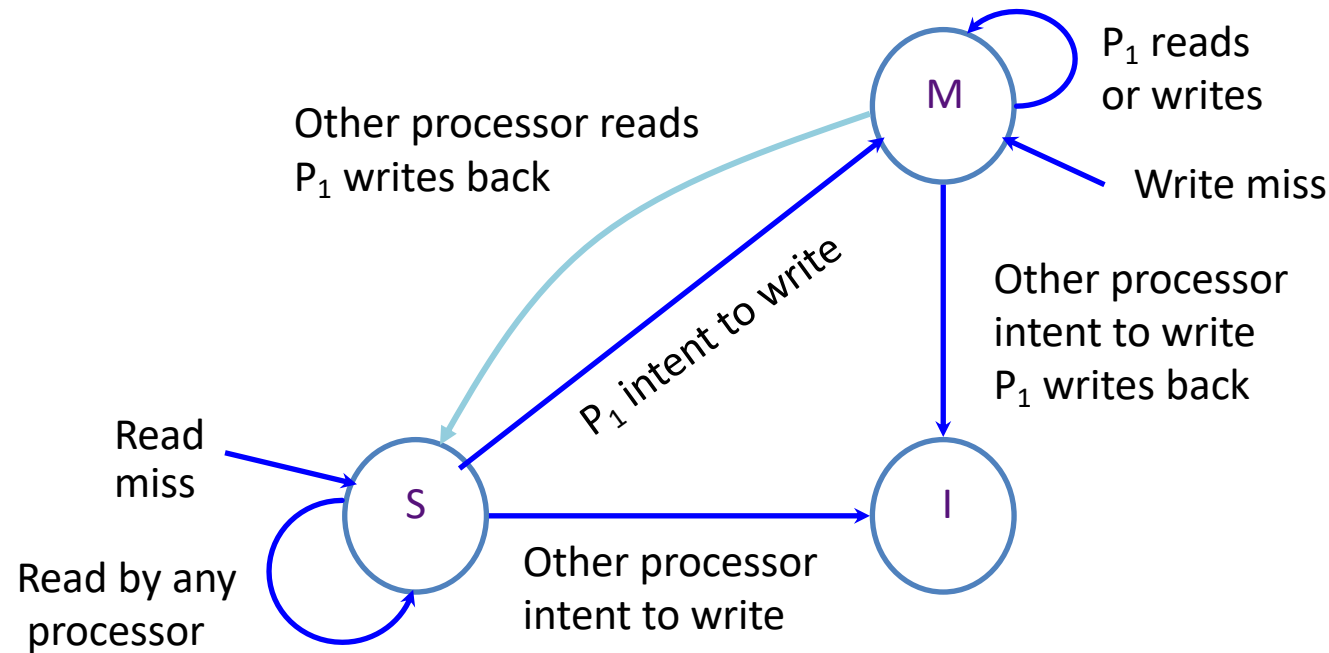 P₁ reads
or writes
M
Other processor reads
P₁ writes back
Write miss
P₁ intent to write
Other processor
intent to write
P₁ writes back
Read
miss
S
I
Other processor
intent to write
Read by any
processor